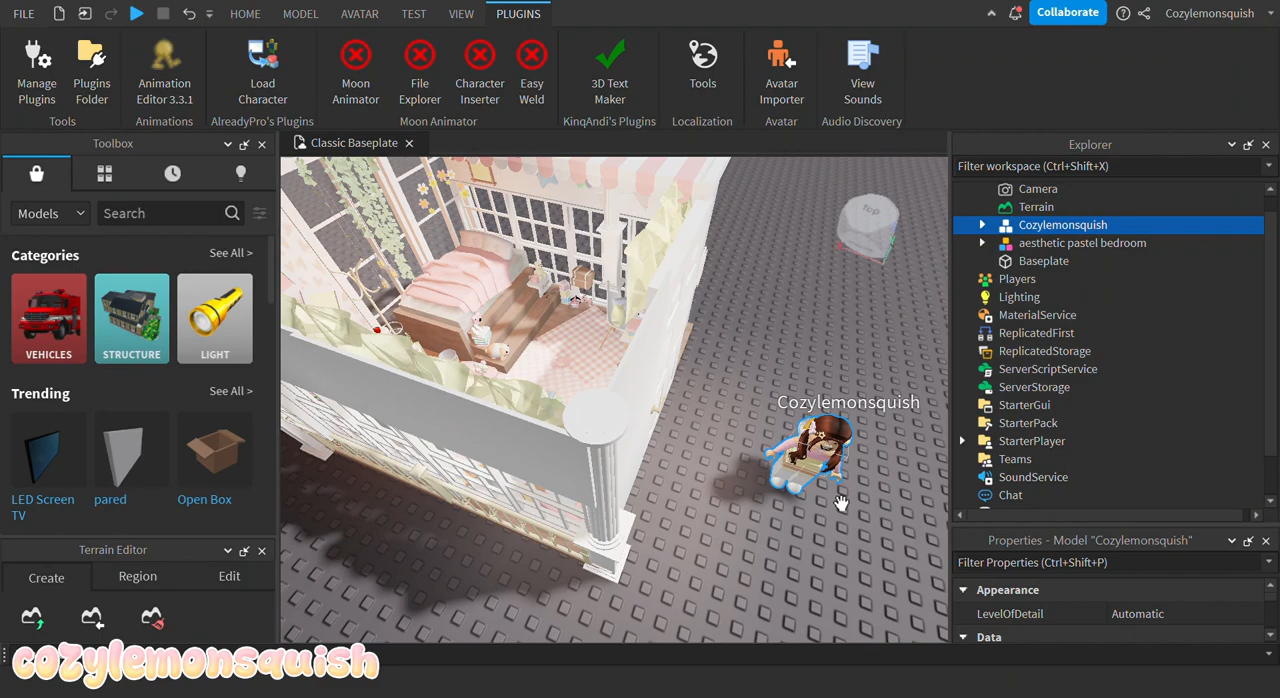 FILE HOME MODEL AVATAR TEST VIEW PLUGINS Collaborate Cozylemonsquish
Manage Plugins
Plugins Folder
Tools
Animation Editor 3.3.1
Animations
Load Character
AlreadyPro's Plugins
Moon Animator
File Explorer
Character Inserter
Easy Weld
Moon Animator
3D Text Maker
KinqAndi's Plugins
Tools
Localization
Avatar Importer
Avatar
View Sounds
Audio Discovery
Toolbox
Models
Search
Categories
See All >
VEHICLES
STRUCTURE
LIGHT
Trending
See All >
LED Screen TV
pared
Open Box
Terrain Editor
Create
Region
Edit
cozylemonsquish
Classic Baseplate
TOP
Cozylemonsquish
Explorer
Filter workspace (Ctrl+Shift+X)
Camera
Terrain
Cozylemonsquish
aesthetic pastel bedroom
Baseplate
Players
Lighting
MaterialService
ReplicatedFirst
ReplicatedStorage
ServerScriptService
ServerStorage
StarterGui
StarterPack
StarterPlayer
Teams
SoundService
Chat
Properties - Model "Cozylemonsquish"
Filter Properties (Ctrl+Shift+P)
Appearance
LevelOfDetail Automatic
Data